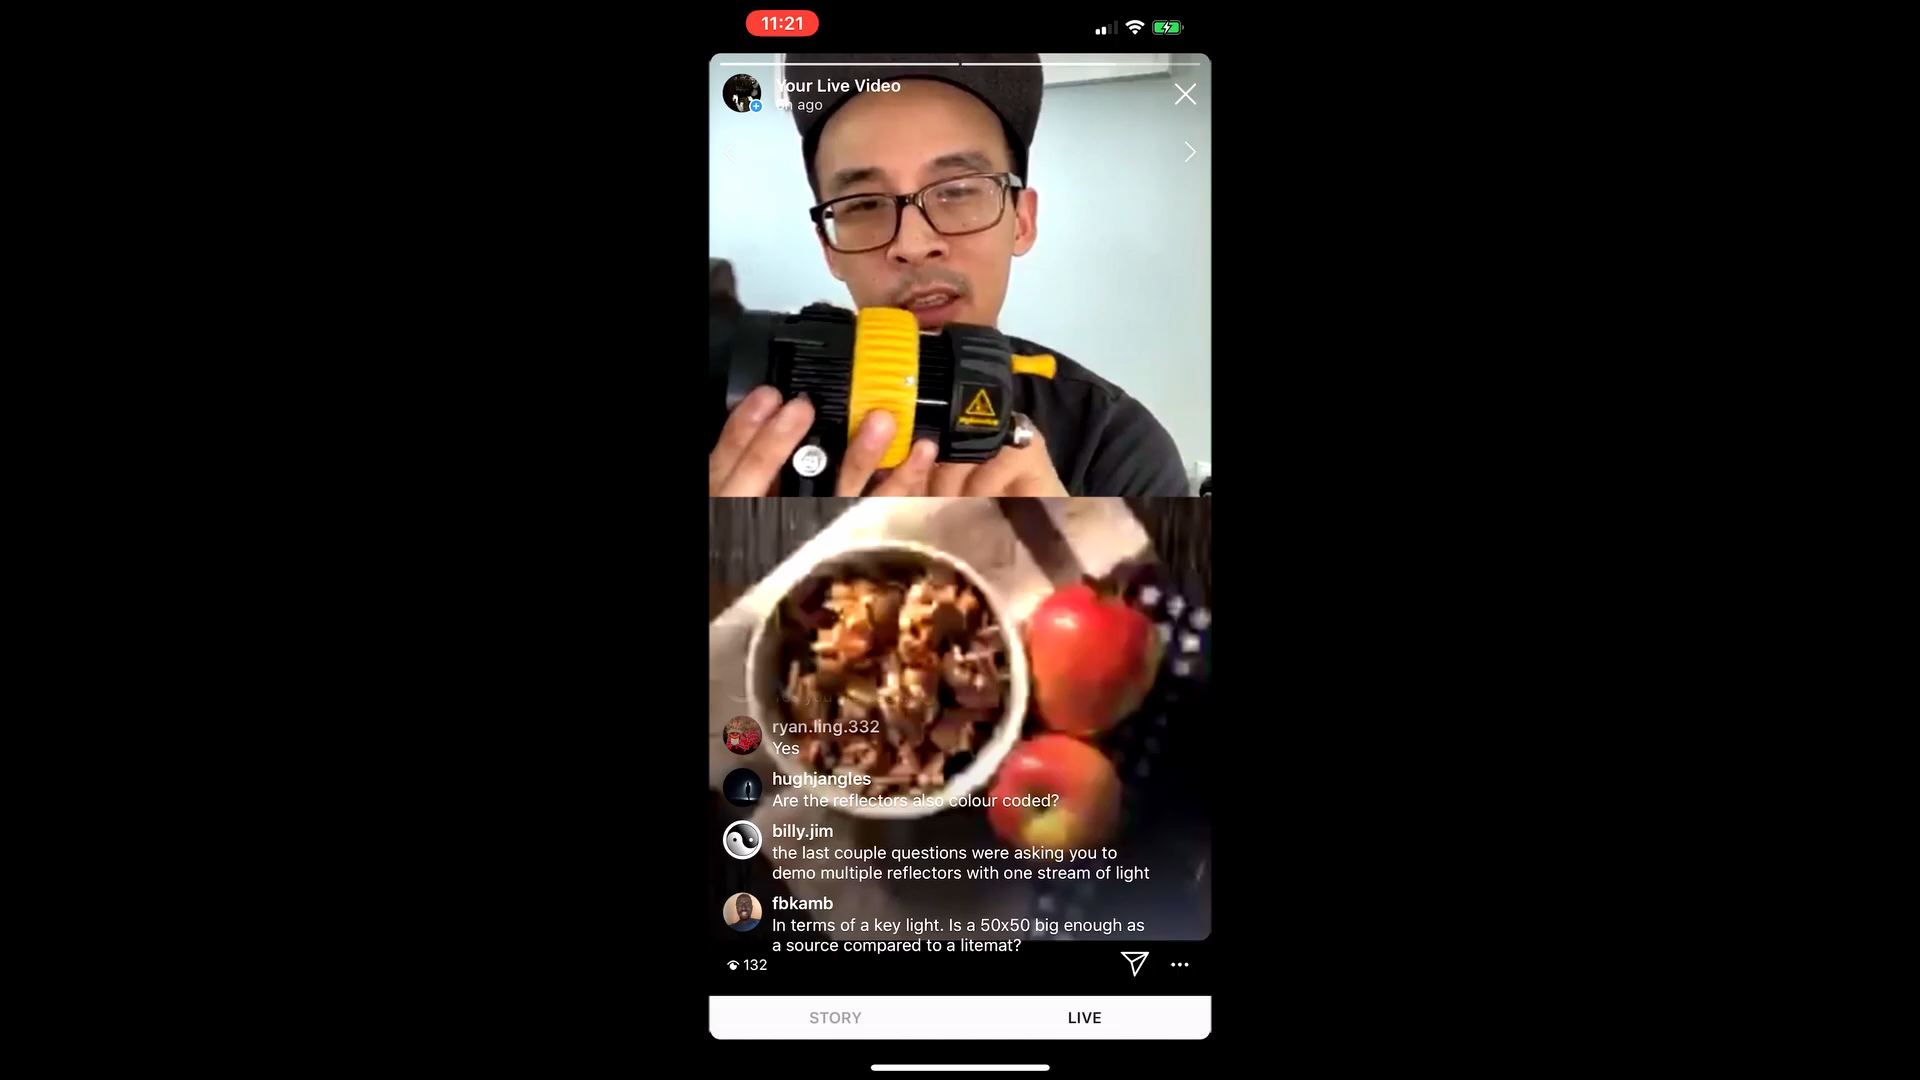 11:21
Your Live Video
h ago
ryan.ling.332
Yes
hughjangles
Are the reflectors also colour coded?
billy.jim
the last couple questions were asking you to
demo multiple reflectors with one stream of light
fbkamb
In terms of a key light. Is a 50x50 big enough as
a source compared to a litemat?
132
STORY
LIVE